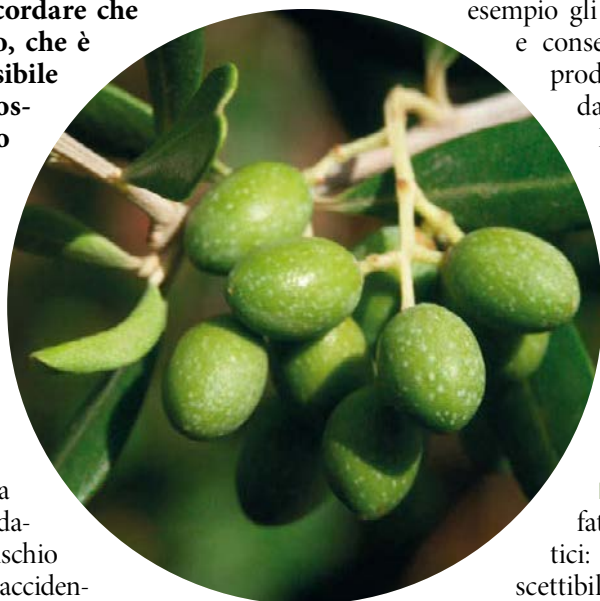 cordare che
o, che è
sibile
os-
o
a
da-
schio
acciden-
esempio gli
e conse
prod
da
fat
tici:
scettibil